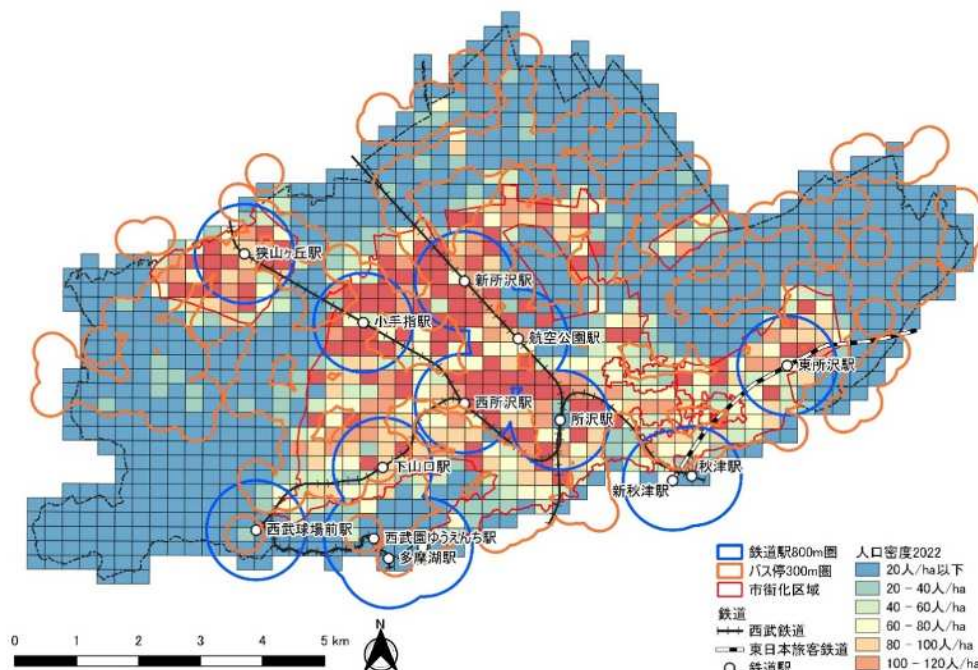 狭山ヶ丘駅
新所沢駅
小手指駅
航空公園駅
東所沢駅
西所沢駅
所沢駅
下山口駅
秋津駅
新秋津駅
西武球場前駅
西武園ゆうえんち駅
多摩湖駅
鉄道駅800m圏
バス停300m圏
市街化区域
鉄道
西武鉄道
東日本旅客鉄道
鉄道駅
人口密度2022
20人/ha以下
20 - 40人/ha
40 - 60人/ha
60 - 80人/ha
80 - 100人/ha
100 - 120人/ha
0 1 2 3 4 5 km
N